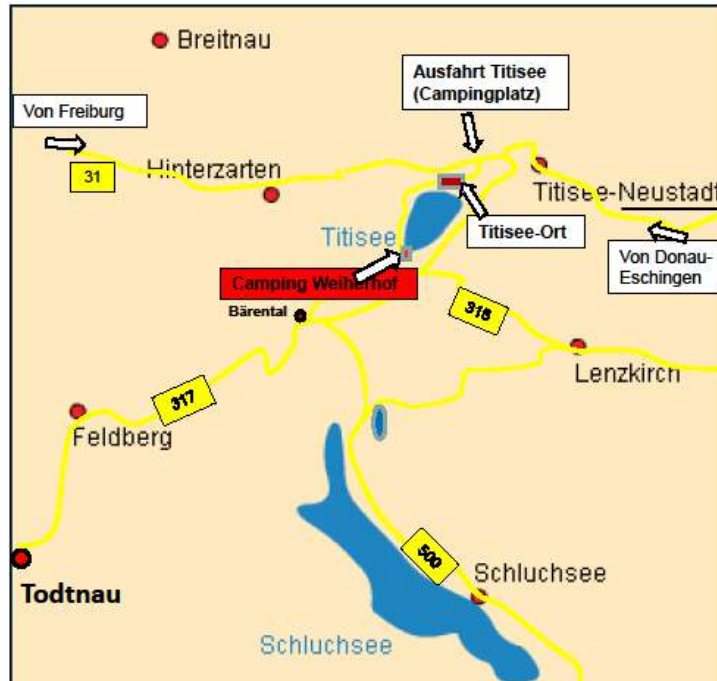 Breitnau
Ausfahrt Titisee
(Campingplatz)
Von Freiburg
31
Hinterzarten
Titisee-Neustadt
Titisee
Titisee-Ort
Von Donau-
Eschingen
Camping Weiherhof
Bärental
318
Lenzkirch
317
Feldberg
500
Schluchsee
Todtnau
Schluchsee